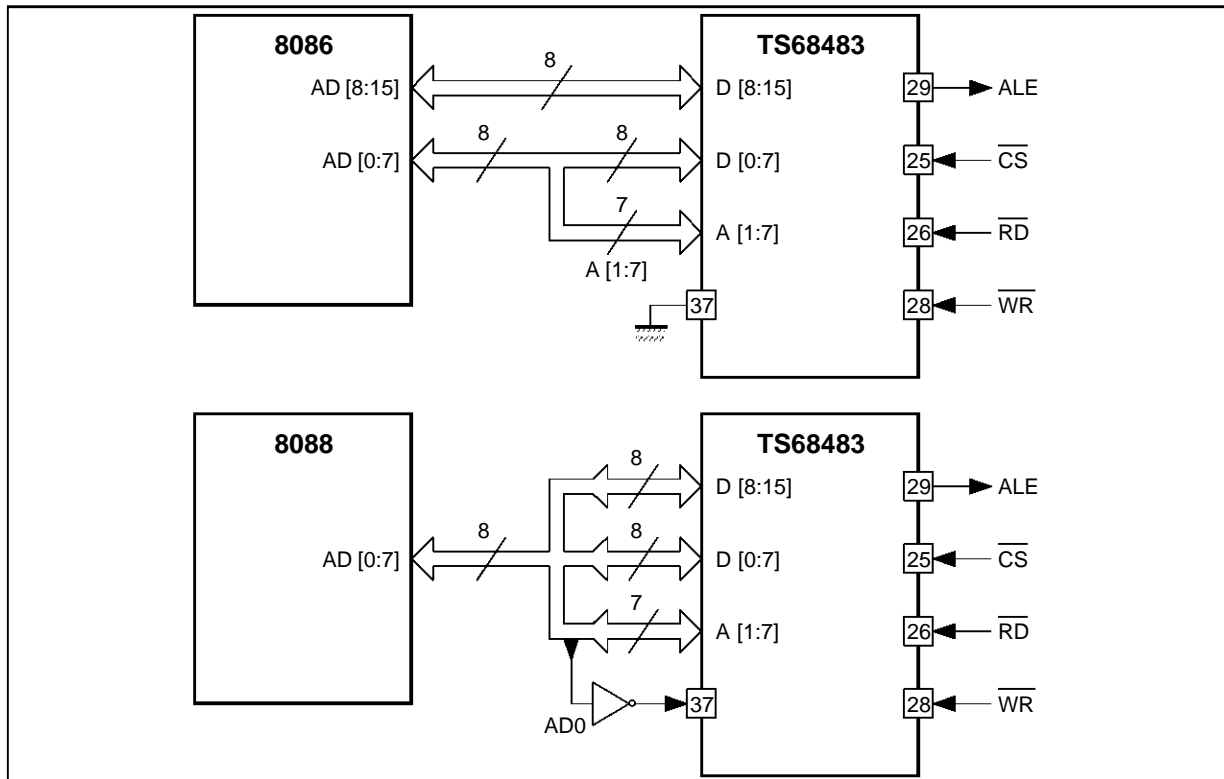 8086
TS68483
8
AD [8:15]
D [8:15]
29
ALE
8
8
AD [0:7]
D [0:7]
25
CS
7
A [1:7]
26
RD
A [1:7]
37
28
WR
8088
TS68483
8
D [8:15]
29
ALE
8
8
AD [0:7]
D [0:7]
25
CS
7
A [1:7]
26
RD
37
28
WR
AD0